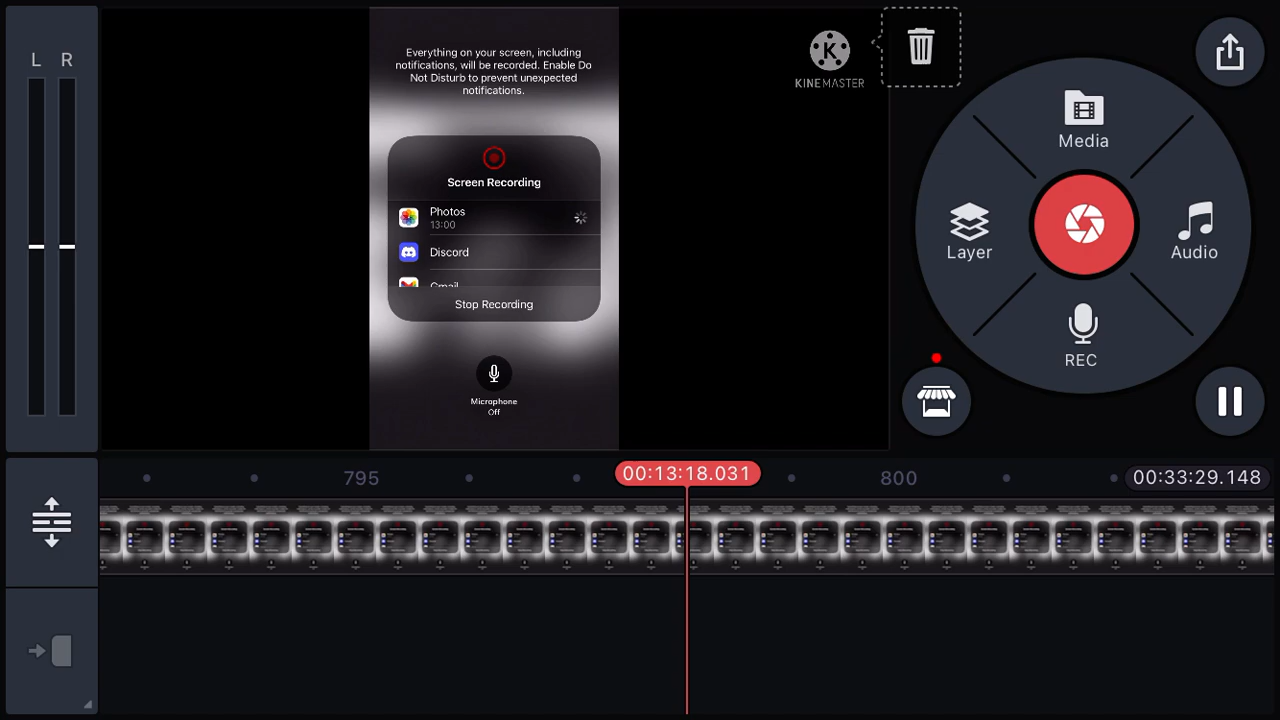 L R
Everything on your screen, including
notifications, will be recorded. Enable Do
Not Disturb to prevent unexpected
notifications.
Screen Recording
Photos
13:00
Discord
Gmail
Stop Recording
Microphone
Off
KINEMASTER
Media
Layer
Audio
REC
795
00:13:18.031
800
00:33:29.148